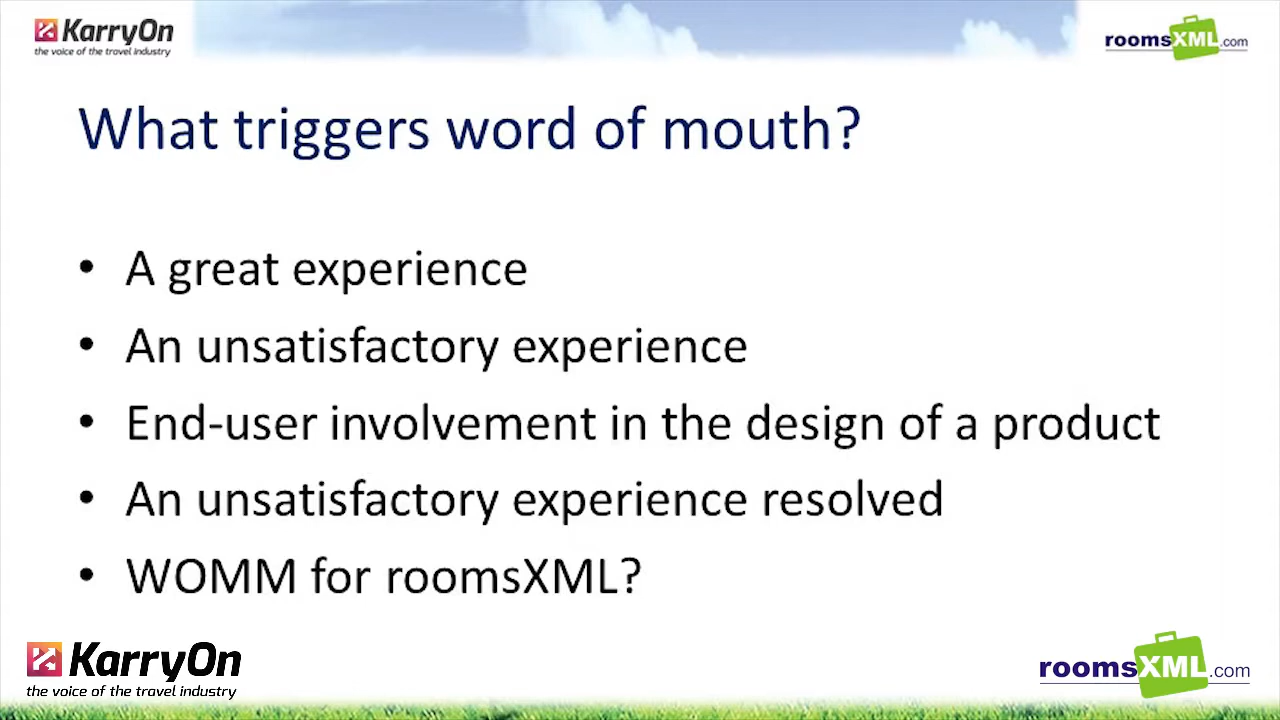 KarryOn
the voice of the travel industry
roomsXML.com
What triggers word of mouth?
• A great experience
• An unsatisfactory experience
• End-user involvement in the design of a product
• An unsatisfactory experience resolved
• WOMM for roomsXML?
KarryOn
the voice of the travel industry
roomsXML.com